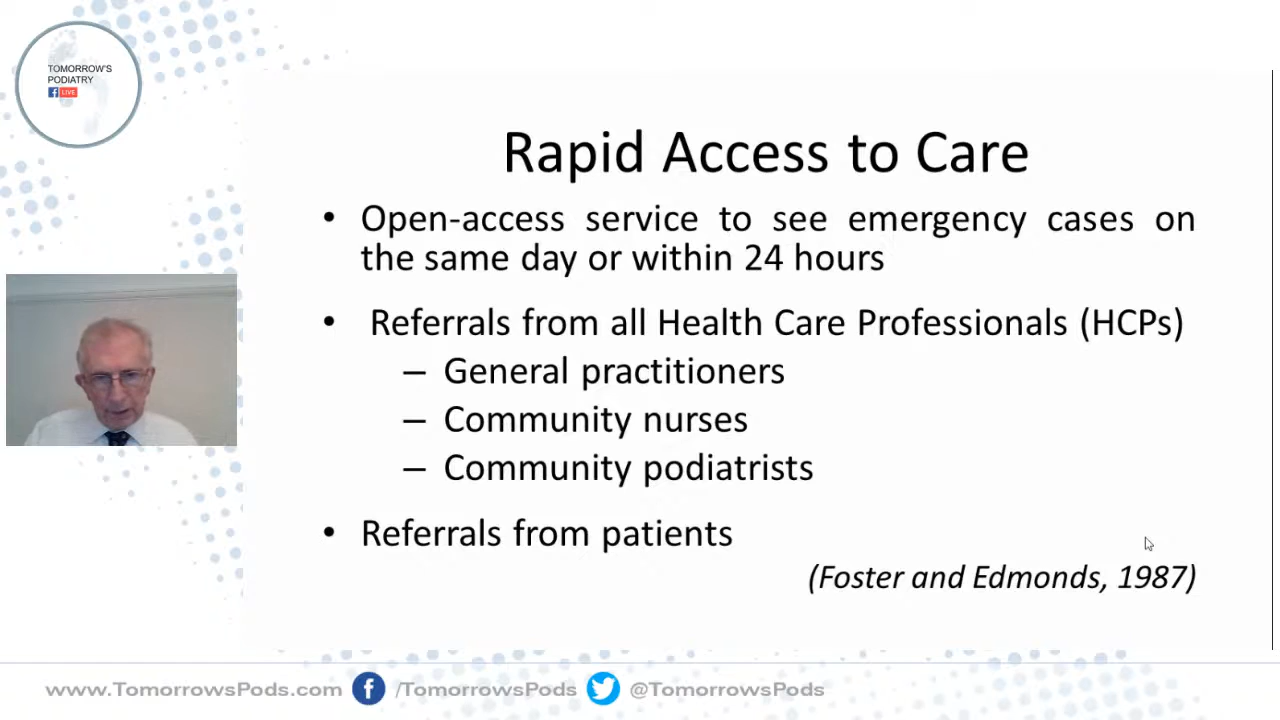 TOMORROW'S
PODIATRY
f LIVE
Rapid Access to Care
• Open-access service to see emergency cases on
the same day or within 24 hours
• Referrals from all Health Care Professionals (HCPs)
– General practitioners
– Community nurses
– Community podiatrists
• Referrals from patients
(Foster and Edmonds, 1987)
www.TomorrowsPods.com f /TomorrowsPods @TomorrowsPods